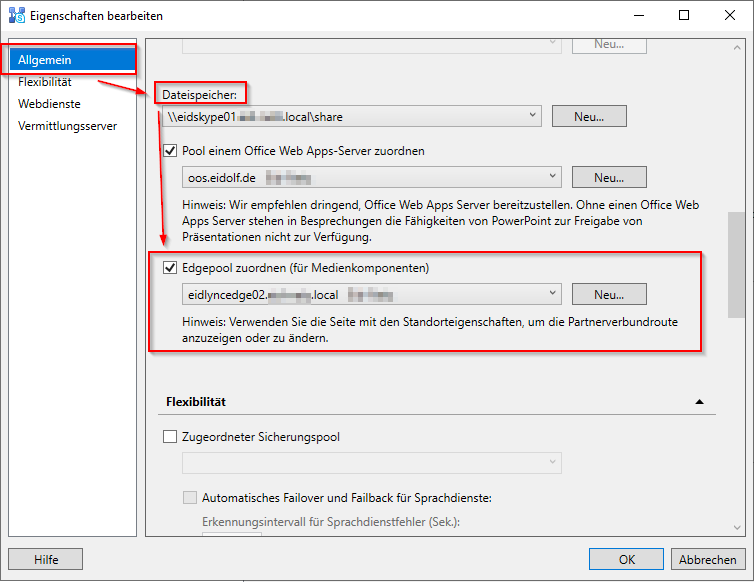 Eigenschaften bearbeiten
Allgemein
Flexibilität
Webdienste
Vermittlungsserver
Neu...
Dateispeicher:
\\eidskype01 .local\share
Neu...
Pool einem Office Web Apps-Server zuordnen
oos.eidolf.de
Neu...
Hinweis: Wir empfehlen dringend, Office Web Apps Server bereitzustellen. Ohne einen Office Web
Apps Server stehen in Besprechungen die Fähigkeiten von PowerPoint zur Freigabe von
Präsentationen nicht zur Verfügung.
Edgepool zuordnen (für Medienkomponenten)
eidlyncedge02. .local
Neu...
Hinweis: Verwenden Sie die Seite mit den Standorteigenschaften, um die Partnerverbundroute
anzuzeigen oder zu ändern.
Flexibilität
Zugeordneter Sicherungspool
Automatisches Failover und Failback für Sprachdienste:
Erkennungsintervall für Sprachdienstfehler (Sek.):
Hilfe
OK
Abbrechen